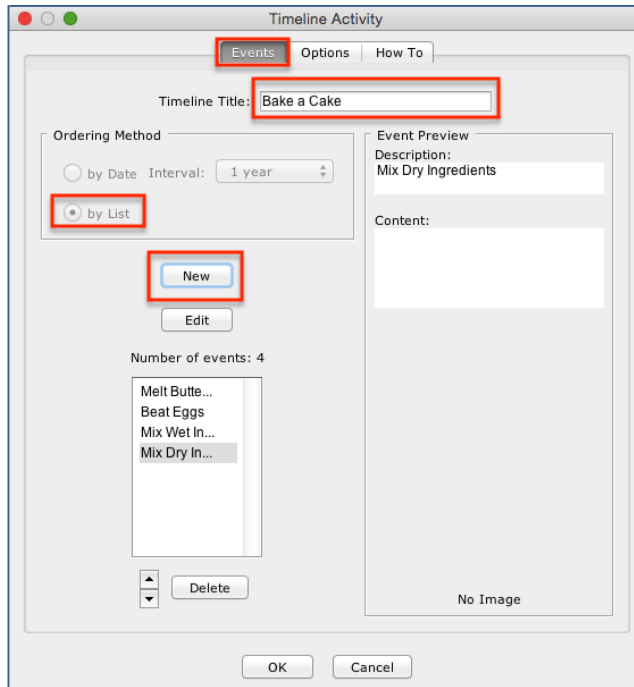 Timeline Activity
Events Options How To
Timeline Title: Bake a Cake
Ordering Method
by Date Interval: 1 year
by List
New
Edit
Number of events: 4
Melt Butte...
Beat Eggs
Mix Wet In...
Mix Dry In...
Delete
Event Preview
Description:
Mix Dry Ingredients
Content:
No Image
OK Cancel